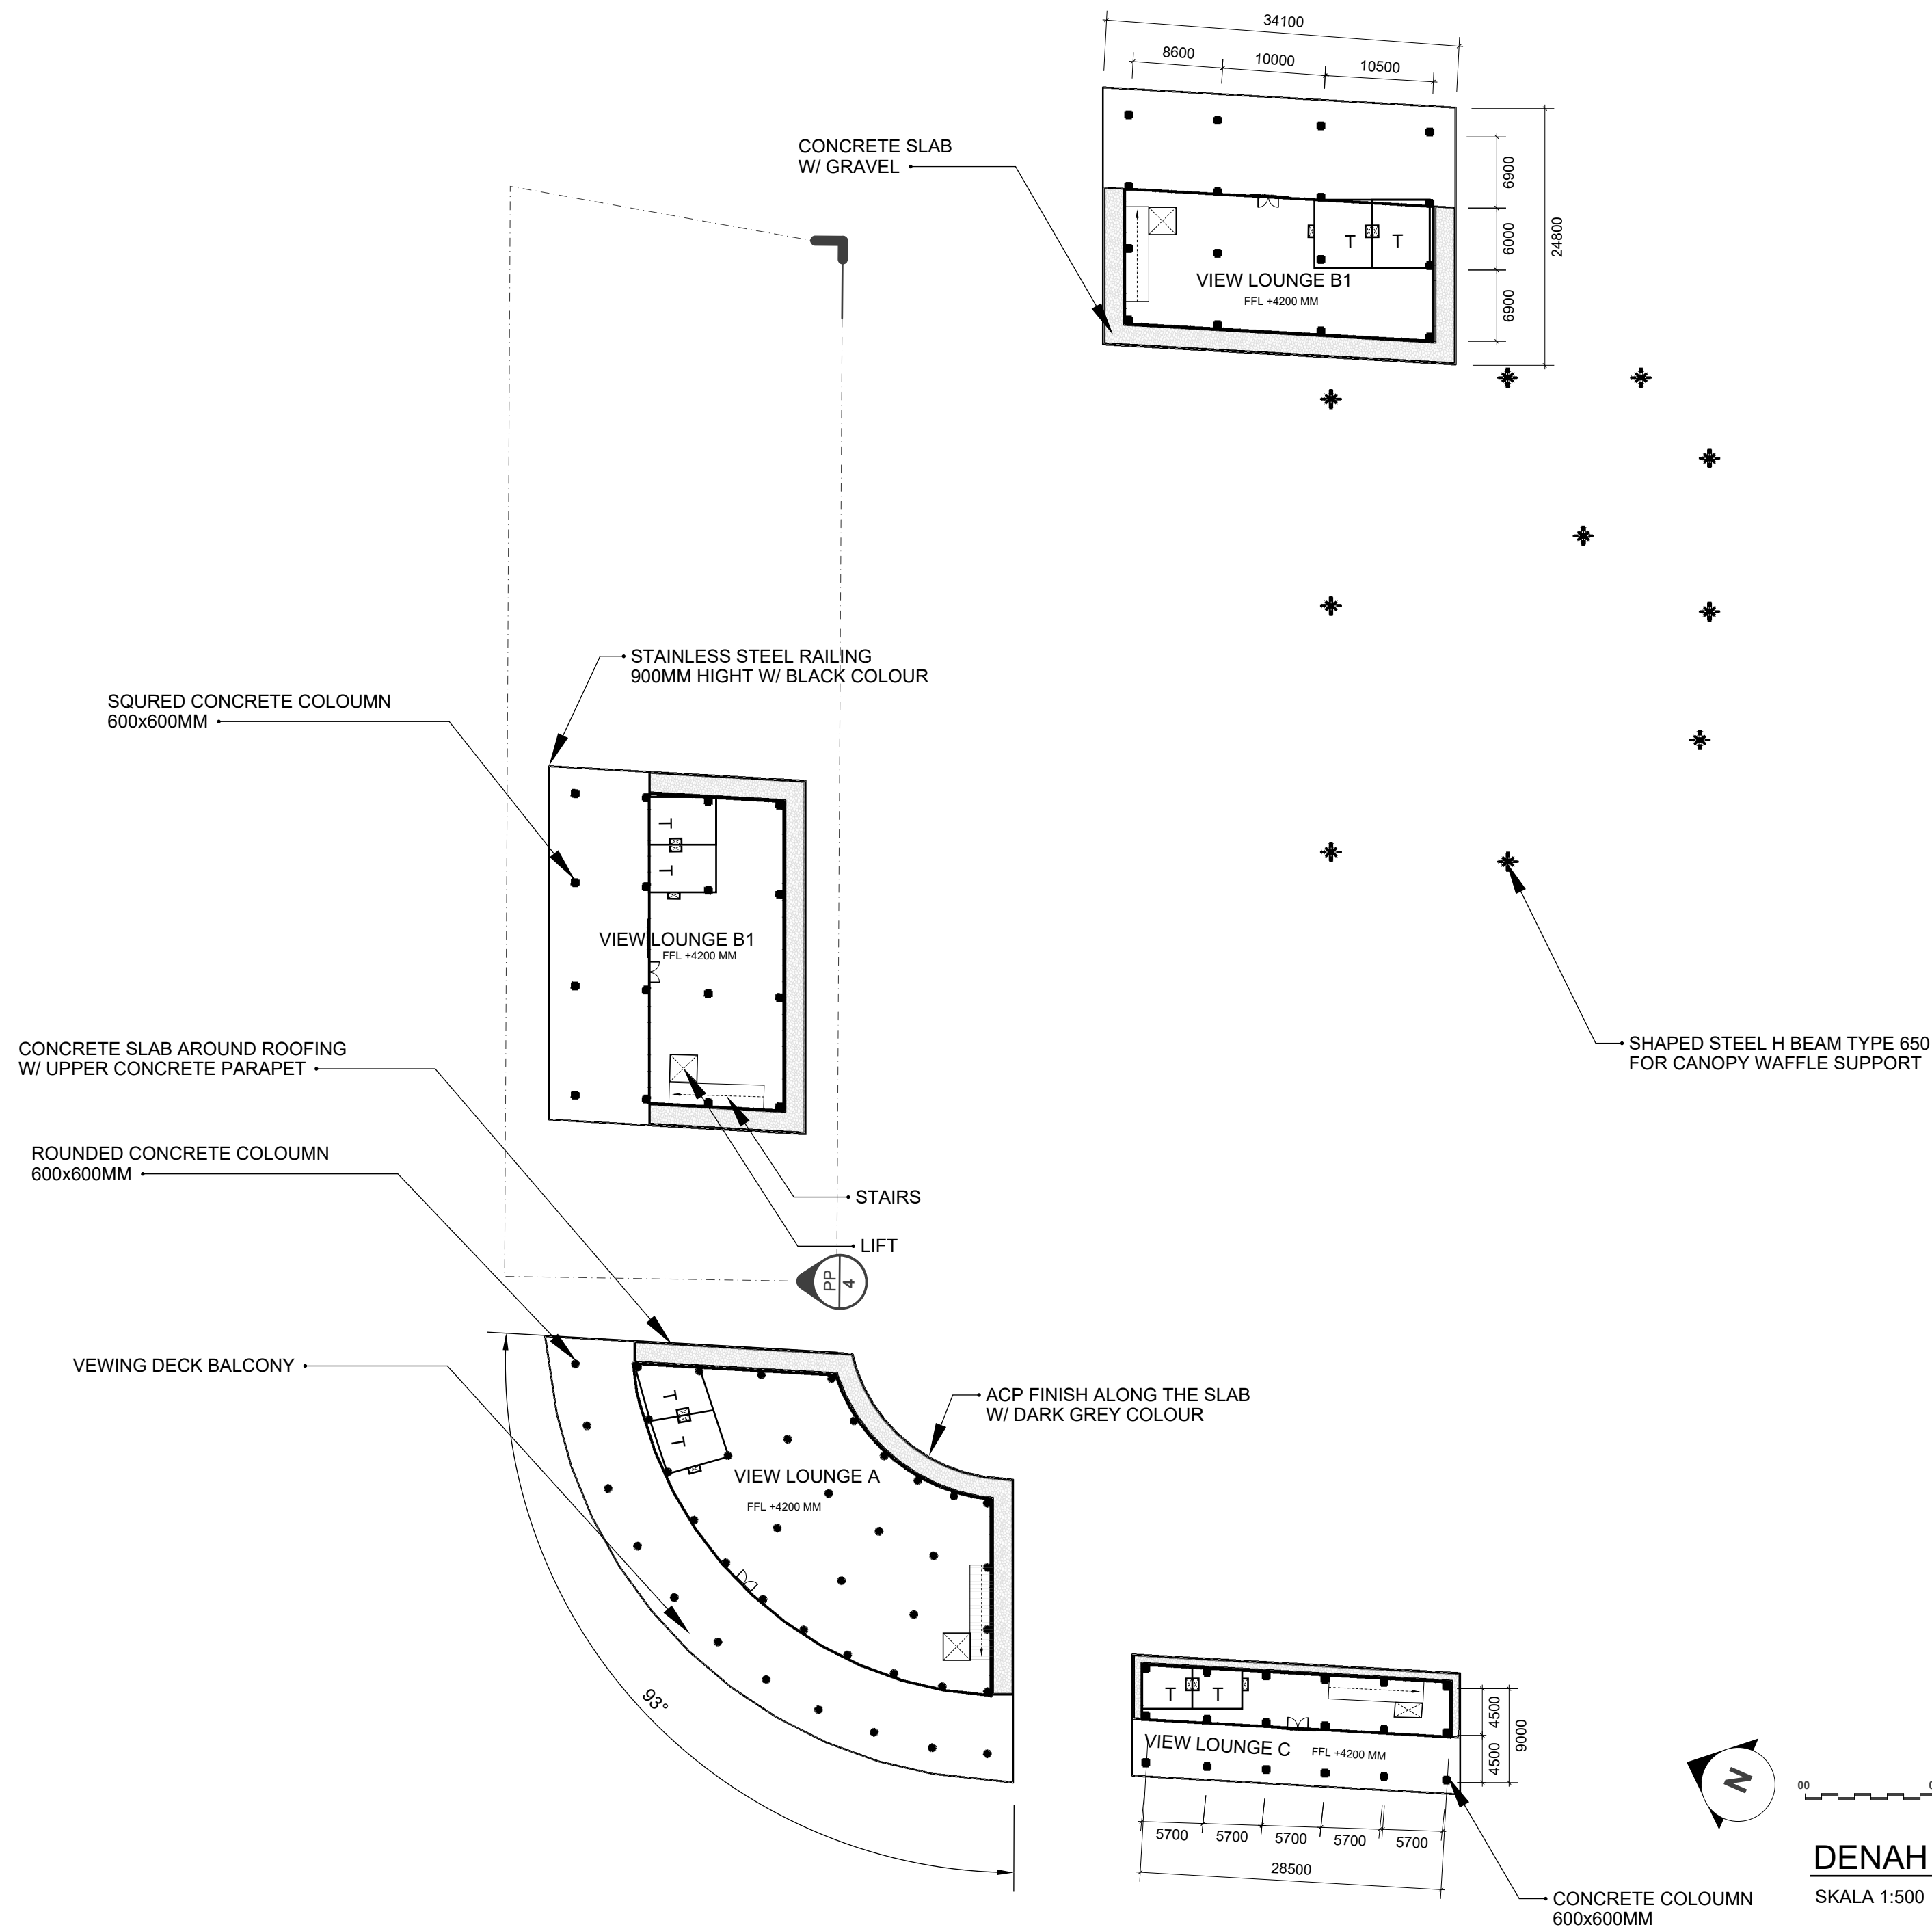 34100
8600
10000
10500
CONCRETE SLAB
W/ GRAVEL
6900
6000
6900
24800
T
T
VIEW LOUNGE B1
FFL +4200 MM
STAINLESS STEEL RAILING
900MM HIGHT W/ BLACK COLOUR
SQURED CONCRETE COLOUMN
600x600MM
T
T
VIEW LOUNGE B1
FFL +4200 MM
SHAPED STEEL H BEAM TYPE 650
FOR CANOPY WAFFLE SUPPORT
CONCRETE SLAB AROUND ROOFING
W/ UPPER CONCRETE PARAPET
ROUNDED CONCRETE COLOUMN
600x600MM
STAIRS
LIFT
PP
4
VEWING DECK BALCONY
ACP FINISH ALONG THE SLAB
W/ DARK GREY COLOUR
T
T
VIEW LOUNGE A
FFL +4200 MM
93°
T
T
VIEW LOUNGE C
FFL +4200 MM
4500
4500
9000
5700
5700
5700
5700
5700
28500
N
00
DENAH
SKALA 1:500
CONCRETE COLOUMN
600x600MM